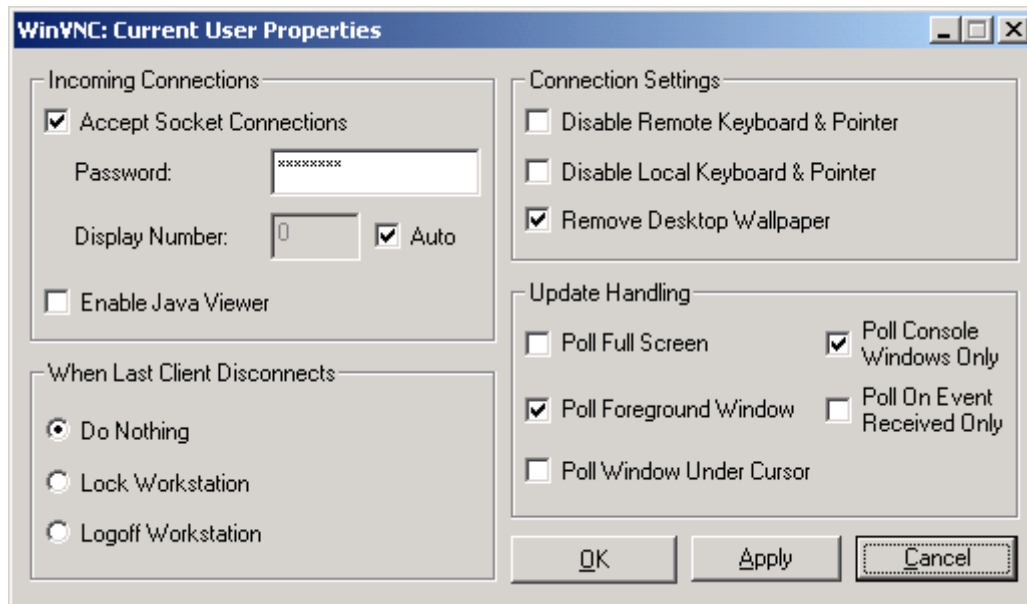 WinVNC: Current User Properties
Incoming Connections
Accept Socket Connections
Password: xxxxxxxx
Display Number: 0 Auto
Enable Java Viewer
When Last Client Disconnects
Do Nothing
Lock Workstation
Logoff Workstation
Connection Settings
Disable Remote Keyboard & Pointer
Disable Local Keyboard & Pointer
Remove Desktop Wallpaper
Update Handling
Poll Full Screen
Poll Console
Windows Only
Poll Foreground Window
Poll On Event
Received Only
Poll Window Under Cursor
OK Apply Cancel